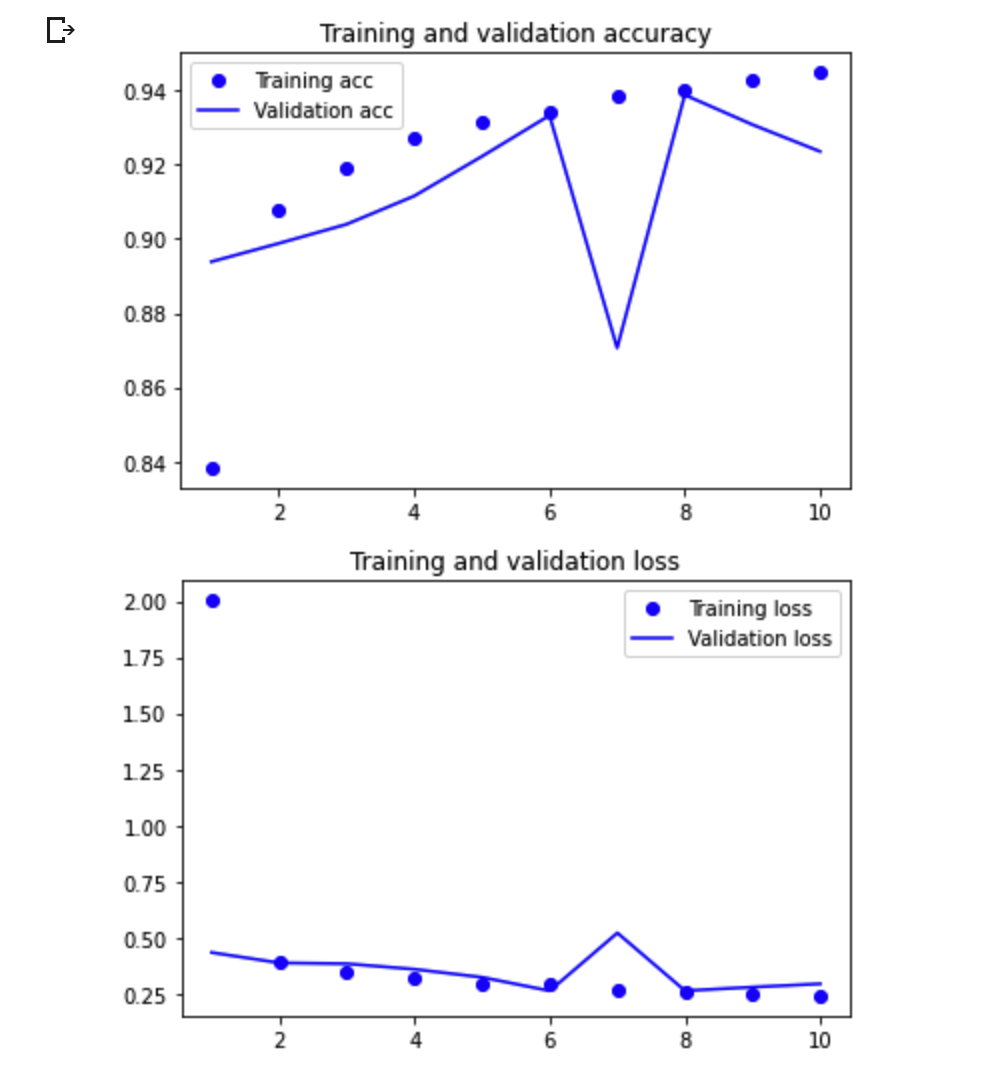 Training and validation accuracy
Training acc
Validation acc
0.94
0.92
0.90
0.88
0.86
0.84
2 4 6 8 10
Training and validation loss
Training loss
Validation loss
2.00
1.75
1.50
1.25
1.00
0.75
0.50
0.25
2 4 6 8 10